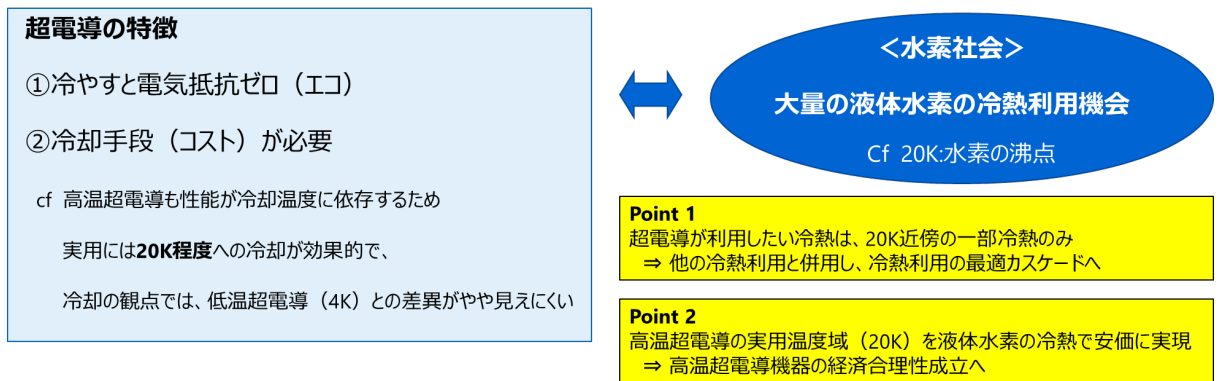 超電導の特徴
①冷やすと電気抵抗ゼロ（エコ）
②冷却手段（コスト）が必要
cf 高温超電導も性能が冷却温度に依存するため
実用には20K程度への冷却が効果的で、
冷却の観点では、低温超電導（4K）との差異がやや見えにくい
＜水素社会＞
大量の液体水素の冷熱利用機会
Cf 20K:水素の沸点
Point 1
超電導が利用したい冷熱は、20K近傍の一部冷熱のみ
⇒ 他の冷熱利用と併用し、冷熱利用の最適カスケードへ
Point 2
高温超電導の実用温度域（20K）を液体水素の冷熱で安価に実現
⇒ 高温超電導機器の経済合理性成立へ